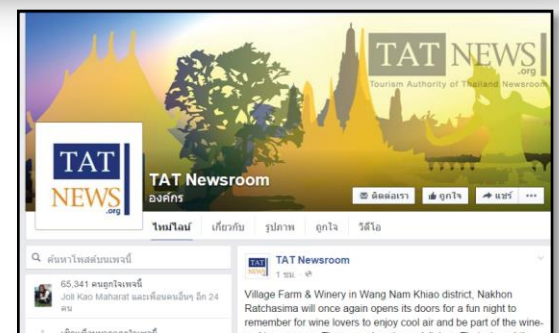 TAT NEWS
.org
Tourism Authority of Thailand Newsroom
TAT
NEWS
.org
TAT Newsroom
องค์กร
ติดต่อเรา ถูกใจ แชร์
ไทม์ไลน์ เกี่ยวกับ รูปภาพ ถูกใจ วิดีโอ
ค้นหาโพสต์บนเพจนี้
65,341 คนถูกใจเพจนี้
Joli Kao Maharat และเพื่อนคนอื่นๆ อีก 24
คน
TAT
NEWS
TAT Newsroom
1 ชม.
Village Farm & Winery in Wang Nam Khiao district, Nakhon
Ratchasima will once again opens its doors for a fun night to
remember for wine lovers to enjoy cool air and be part of the wine-